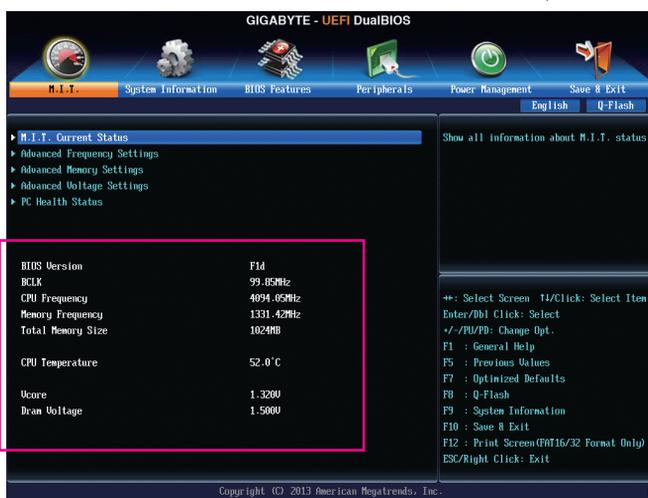 GIGABYTE - UEFI DualBIOS
M.I.T. System Information BIOS Features Peripherals Power Management Save & Exit
English Q-Flash
M.I.T. Current Status
Advanced Frequency Settings
Advanced Memory Settings
Advanced Voltage Settings
PC Health Status
Show all information about M.I.T. status
BIOS Version F1d
BCLK 99.85MHz
CPU Frequency 4094.05MHz
Memory Frequency 1331.42MHz
Total Memory Size 1024MB
CPU Temperature 52.0°C
Vcore 1.320V
Dram Voltage 1.500V
→←: Select Screen ↑↓/Click: Select Item
Enter/Dbl Click: Select
+/-/PU/PD: Change Opt.
F1 : General Help
F5 : Previous Values
F7 : Optimized Defaults
F8 : Q-Flash
F9 : System Information
F10 : Save & Exit
F12 : Print Screen(FAT16/32 Format Only)
ESC/Right Click: Exit
Copyright (C) 2013 American Megatrends, Inc.